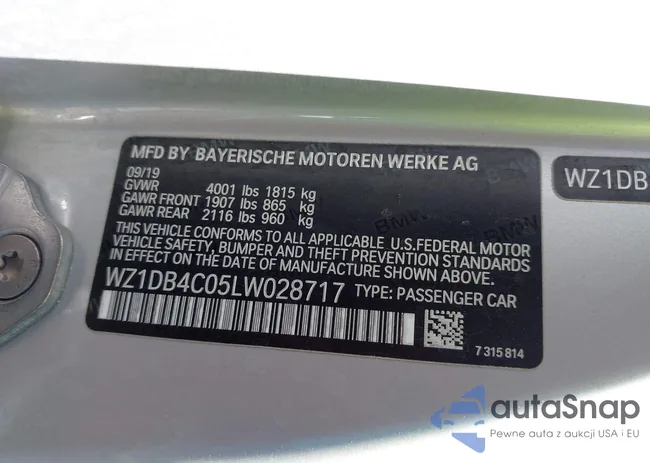 MFD BY BAYERISCHE MOTOREN WERKE AG
09/19
GVWR 4001 lbs 1815 kg
GAWR FRONT 1907 lbs 865 kg
GAWR REAR 2116 lbs 960 kg
THIS VEHICLE CONFORMS TO ALL APPLICABLE U.S.FEDERAL MOTOR
VEHICLE SAFETY, BUMPER AND THEFT PREVENTION STANDARDS
IN EFFECT ON THE DATE OF MANUFACTURE SHOWN ABOVE.
WZ1DB4C05LW028717 TYPE: PASSENGER CAR
7 315 814
WZ1DB
autaSnap
Pewne auta z aukcji USA i EU